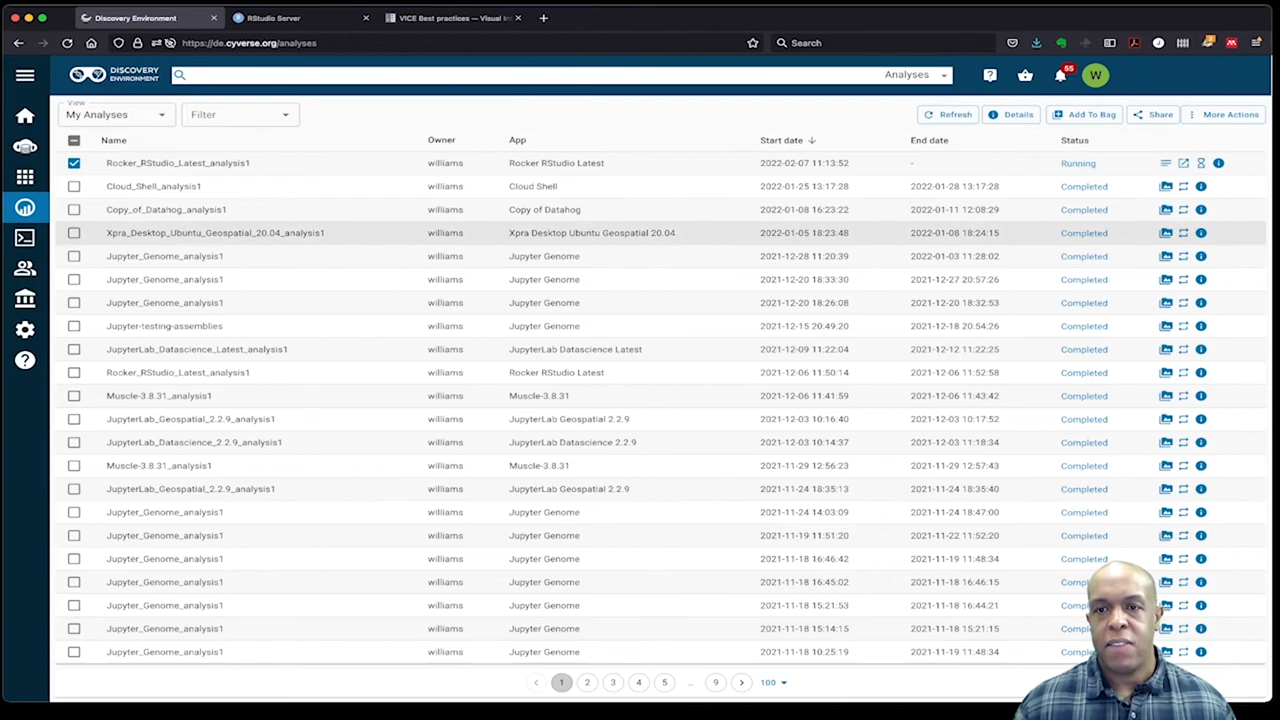 Discovery Environment
RStudio Server
VICE Best practices — Visual In
https://de.cyverse.org/analyses
Search
DISCOVERY
ENVIRONMENT
Analyses
55
W
View
My Analyses
Filter
Refresh
Details
Add To Bag
Share
More Actions
Name Owner App Start date End date Status
Rocker_RStudio_Latest_analysis1 williams Rocker RStudio Latest 2022-02-07 11:13:52 - Running
Cloud_Shell_analysis1 williams Cloud Shell 2022-01-25 13:17:28 2022-01-28 13:17:28 Completed
Copy_of_Datahog_analysis1 williams Copy of Datahog 2022-01-08 16:23:22 2022-01-11 12:08:29 Completed
Xpra_Desktop_Ubuntu_Geospatial_20.04_analysis1 williams Xpra Desktop Ubuntu Geospatial 20.04 2022-01-05 18:23:48 2022-01-08 18:24:15 Completed
Jupyter_Genome_analysis1 williams Jupyter Genome 2021-12-28 11:20:39 2022-01-03 11:28:02 Completed
Jupyter_Genome_analysis1 williams Jupyter Genome 2021-12-20 18:33:30 2021-12-27 20:57:26 Completed
Jupyter_Genome_analysis1 williams Jupyter Genome 2021-12-20 18:26:08 2021-12-20 18:32:53 Completed
Jupyter-testing-assemblies williams Jupyter Genome 2021-12-15 20:49:20 2021-12-18 20:54:26 Completed
JupyterLab_Datascience_Latest_analysis1 williams JupyterLab Datascience Latest 2021-12-09 11:22:04 2021-12-12 11:22:25 Completed
Rocker_RStudio_Latest_analysis1 williams Rocker RStudio Latest 2021-12-06 11:50:14 2021-12-06 11:52:58 Completed
Muscle-3.8.31_analysis1 williams Muscle-3.8.31 2021-12-06 11:41:59 2021-12-06 11:43:42 Completed
JupyterLab_Geospatial_2.2.9_analysis1 williams JupyterLab Geospatial 2.2.9 2021-12-03 10:16:40 2021-12-03 10:17:52 Completed
JupyterLab_Datascience_2.2.9_analysis1 williams JupyterLab Datascience 2.2.9 2021-12-03 10:14:37 2021-12-03 11:18:34 Completed
Muscle-3.8.31_analysis1 williams Muscle-3.8.31 2021-11-29 12:56:23 2021-11-29 12:57:43 Completed
JupyterLab_Geospatial_2.2.9_analysis1 williams JupyterLab Geospatial 2.2.9 2021-11-24 18:35:13 2021-11-24 18:35:40 Completed
Jupyter_Genome_analysis1 williams Jupyter Genome 2021-11-24 14:03:09 2021-11-24 18:47:00 Completed
Jupyter_Genome_analysis1 williams Jupyter Genome 2021-11-19 11:51:20 2021-11-22 11:52:20 Completed
Jupyter_Genome_analysis1 williams Jupyter Genome 2021-11-18 16:46:42 2021-11-19 11:48:34 Completed
Jupyter_Genome_analysis1 williams Jupyter Genome 2021-11-18 16:45:02 2021-11-18 16:46:15 Comple
Jupyter_Genome_analysis1 williams Jupyter Genome 2021-11-18 15:21:53 2021-11-18 16:44:21 Comp
Jupyter_Genome_analysis1 williams Jupyter Genome 2021-11-18 15:14:15 2021-11-18 15:21:15 Comp
Jupyter_Genome_analysis1 williams Jupyter Genome 2021-11-18 10:25:19 2021-11-19 11:48:34 Comp
1 2 3 4 5 ... 9 100